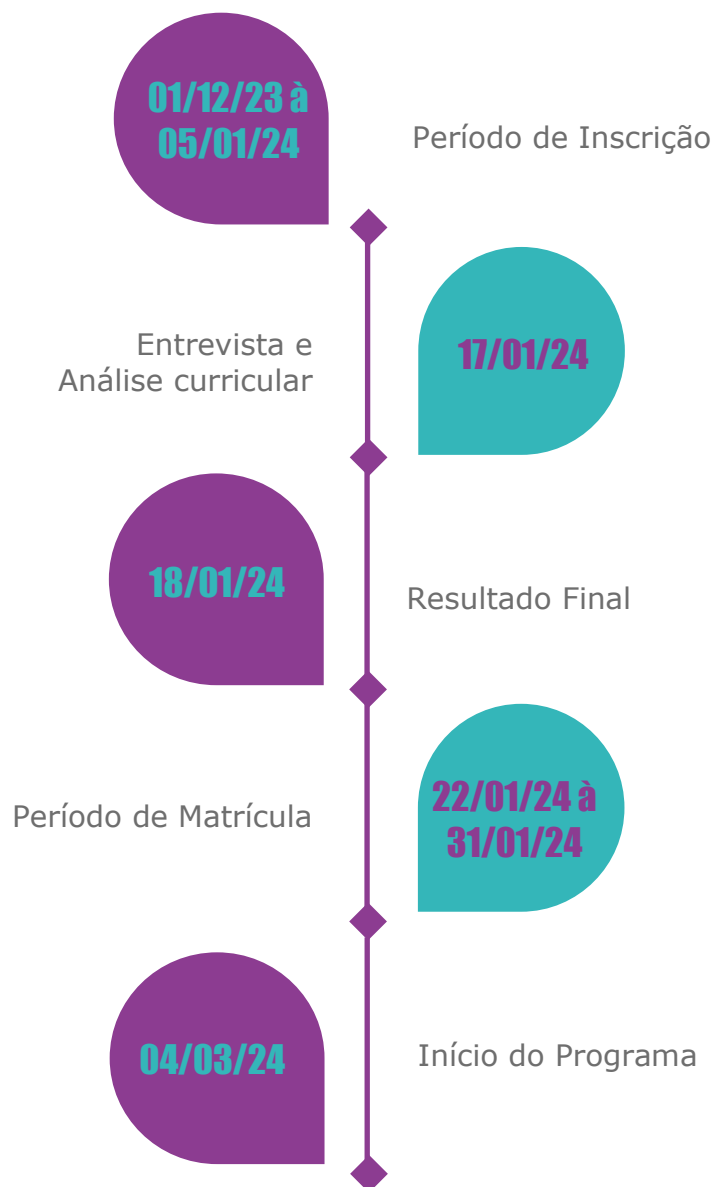 01/12/23 à
05/01/24
Período de Inscrição
Entrevista e
Análise curricular
17/01/24
18/01/24
Resultado Final
Período de Matrícula
22/01/24 à
31/01/24
04/03/24
Início do Programa